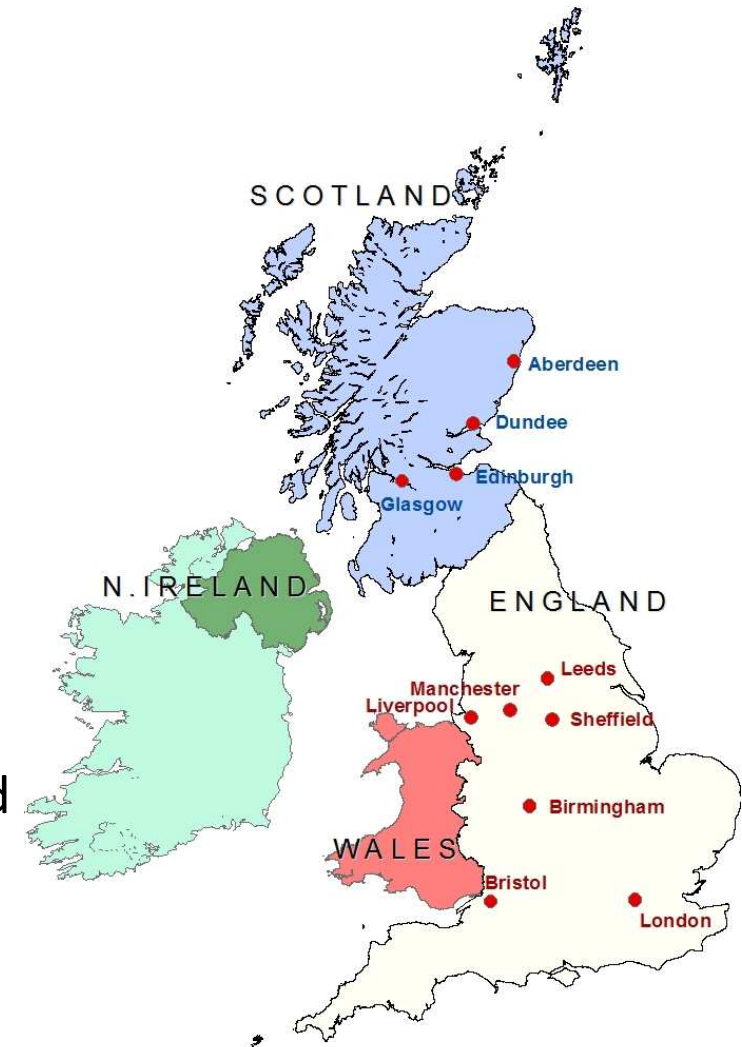 SCOTLAND
Aberdeen
Dundee
Edinburgh
Glasgow
N.IRELAND
ENGLAND
Leeds
Manchester
Liverpool
Sheffield
Birmingham
WALES
Bristol
London